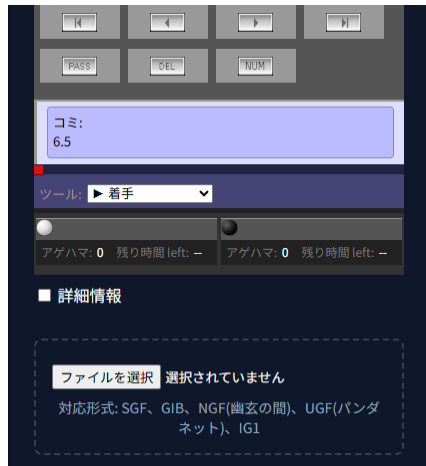 PASS DEL NUM
コミ:
6.5
ツール: ▶ 着手
アゲハマ: 0 残り時間 left: -- アゲハマ: 0 残り時間 left: --
詳細情報
ファイルを選択 選択されていません
対応形式: SGF、GIB、NGF(幽玄の間)、UGF(パンダ
ネット)、IG1